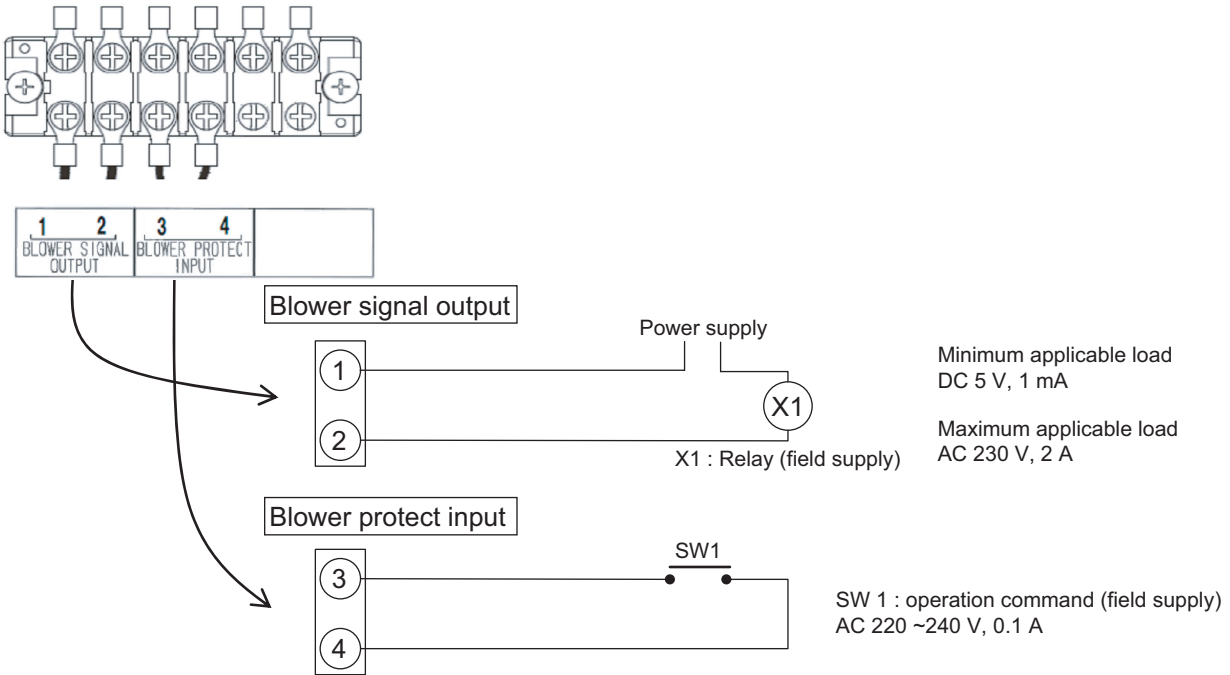 1 2 3 4
BLOWER SIGNAL OUTPUT
BLOWER PROTECT INPUT
Blower signal output
1
2
Power supply
X1
X1 : Relay (field supply)
Minimum applicable load
DC 5 V, 1 mA
Maximum applicable load
AC 230 V, 2 A
Blower protect input
3
4
SW1
SW 1 : operation command (field supply)
AC 220 ~240 V, 0.1 A